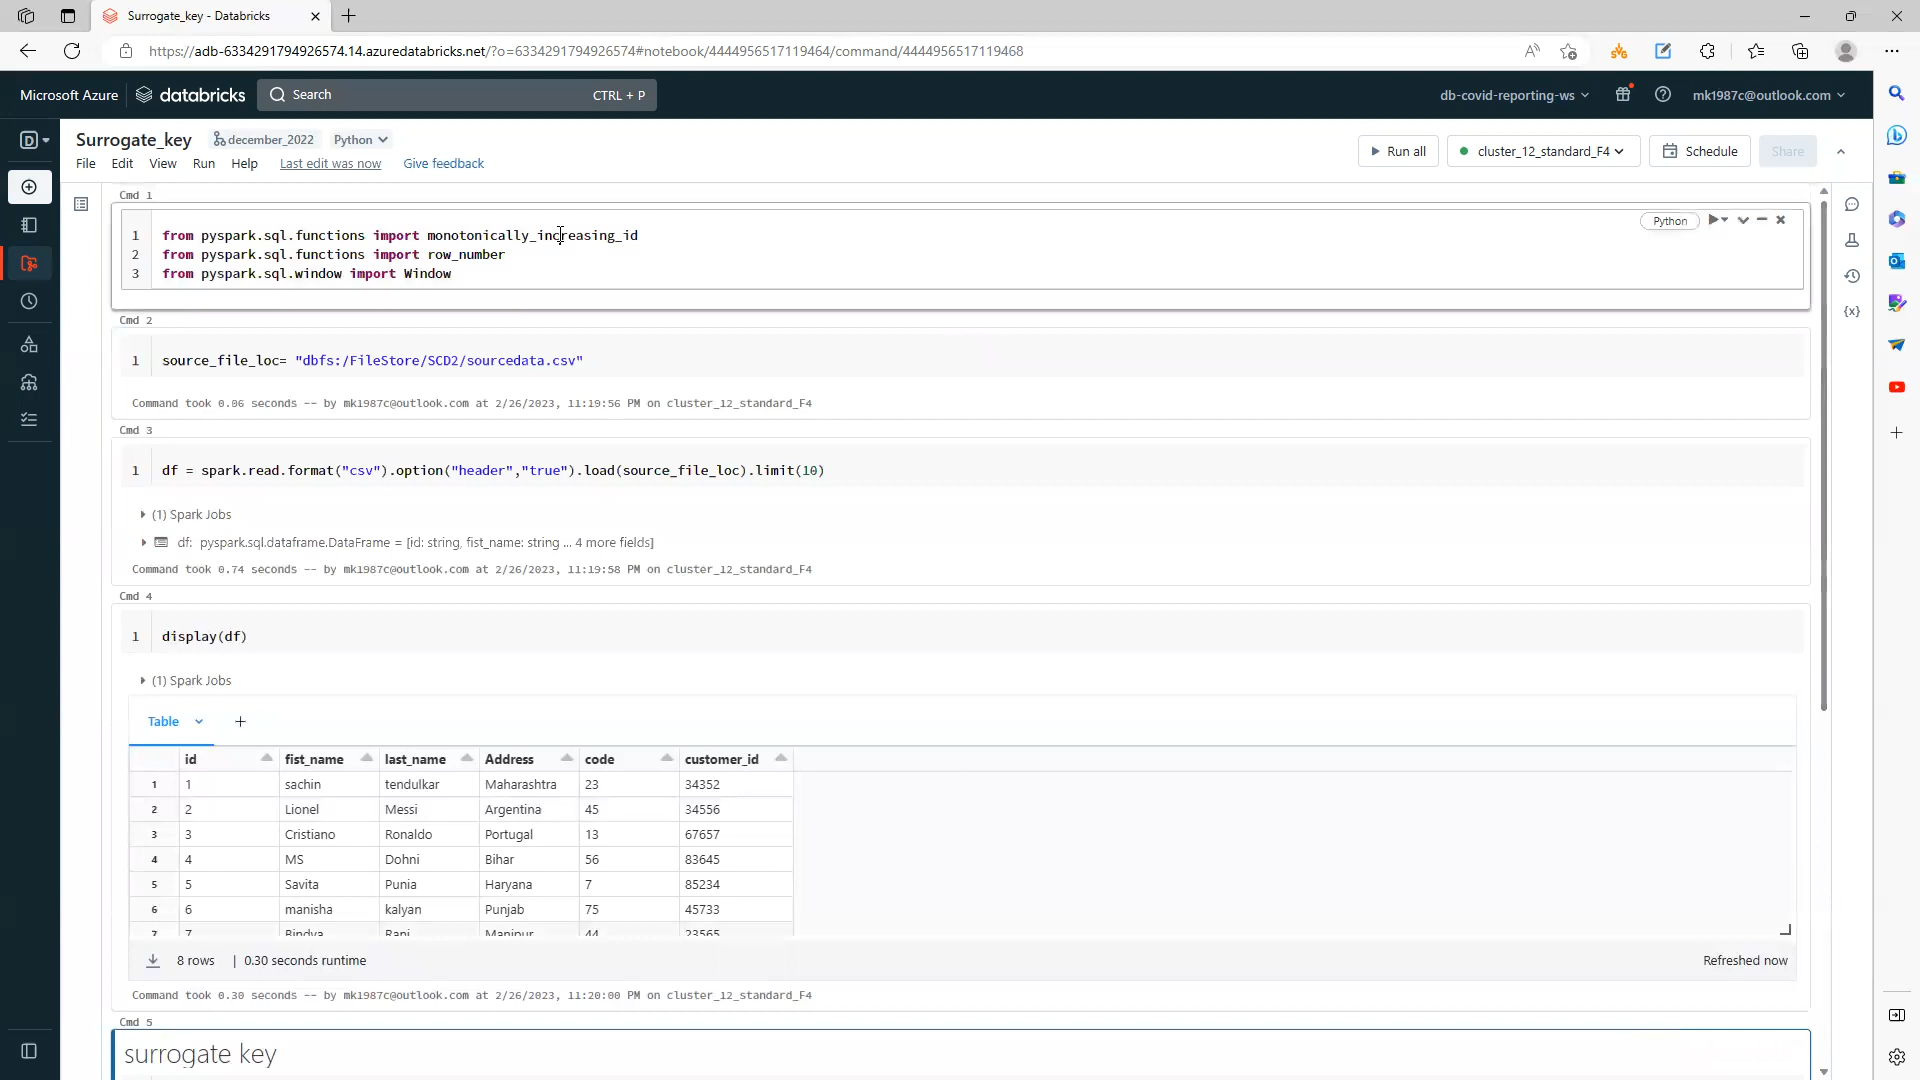 Surrogate_key - Databricks
https://adb-6334291794926574.14.azuredatabricks.net/?o=6334291794926574#notebook/4444956517119464/command/4444956517119468
Microsoft Azure databricks Search CTRL + P db-covid-reporting-ws mk1987c@outlook.com
Surrogate_key december_2022 Python
File Edit View Run Help Last edit was now Give feedback
Run all cluster_12_standard_F4 Schedule Share
Cmd 1
Python
1 from pyspark.sql.functions import monotonically_increasing_id
2 from pyspark.sql.functions import row_number
3 from pyspark.sql.window import Window
Cmd 2
1 source_file_loc= "dbfs:/FileStore/SCD2/sourcedata.csv"
Command took 0.06 seconds -- by mk1987c@outlook.com at 2/26/2023, 11:19:56 PM on cluster_12_standard_F4
Cmd 3
1 df = spark.read.format("csv").option("header","true").load(source_file_loc).limit(10)
(1) Spark Jobs
df: pyspark.sql.dataframe.DataFrame = [id: string, fist_name: string ... 4 more fields]
Command took 0.74 seconds -- by mk1987c@outlook.com at 2/26/2023, 11:19:58 PM on cluster_12_standard_F4
Cmd 4
1 display(df)
(1) Spark Jobs
Table
id fist_name last_name Address code customer_id
1 1 sachin tendulkar Maharashtra 23 34352
2 2 Lionel Messi Argentina 45 34556
3 3 Cristiano Ronaldo Portugal 13 67657
4 4 MS Dohni Bihar 56 83645
5 5 Savita Punia Haryana 7 85234
6 6 manisha kalyan Punjab 75 45733
7 7 Bindya Rani Manipur 44 23565
8 rows | 0.30 seconds runtime
Refreshed now
Command took 0.30 seconds -- by mk1987c@outlook.com at 2/26/2023, 11:20:00 PM on cluster_12_standard_F4
Cmd 5
surrogate key